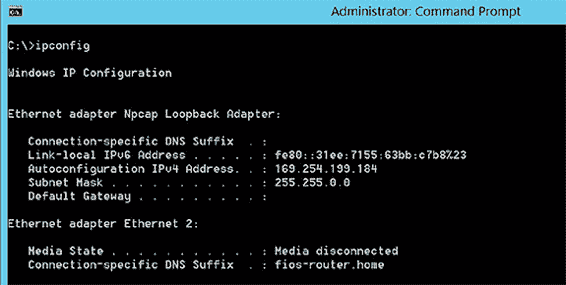 Administrator: Command Prompt
C:\>ipconfig
Windows IP Configuration
Ethernet adapter Npcap Loopback Adapter:
Connection-specific DNS Suffix . :
Link-local IPv6 Address . . . . . : fe80::31ee:7155:63bb:c7b8%23
Autoconfiguration IPv4 Address. . : 169.254.199.184
Subnet Mask . . . . . . . . . . . : 255.255.0.0
Default Gateway . . . . . . . . . :
Ethernet adapter Ethernet 2:
Media State . . . . . . . . . . . : Media disconnected
Connection-specific DNS Suffix . : fios-router.home